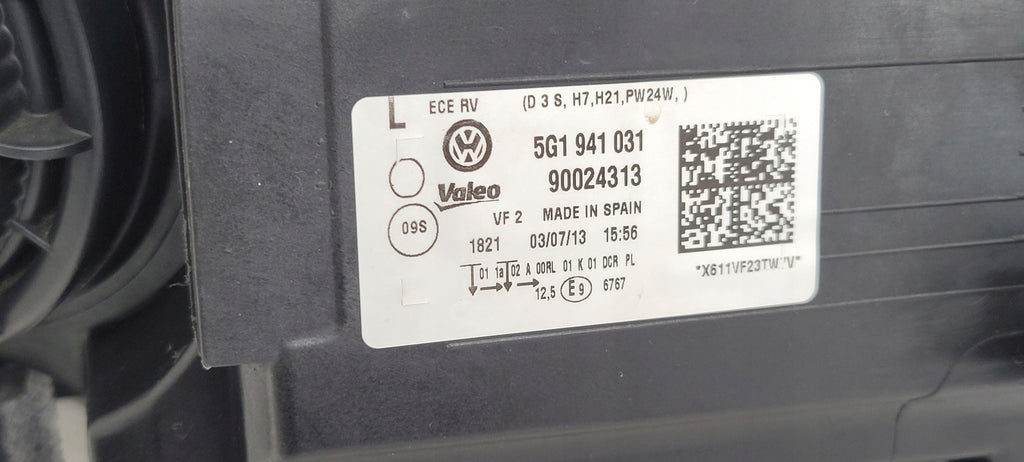 L ECE RV (D 3 S, H7,H21,PW24W, )
5G1 941 031
Valeo 90024313
09S
VF 2 MADE IN SPAIN
1821 03/07/13 15:56
01 1a 02 A 00RL 01 K 01 DCR PL
12,5 E9 6767